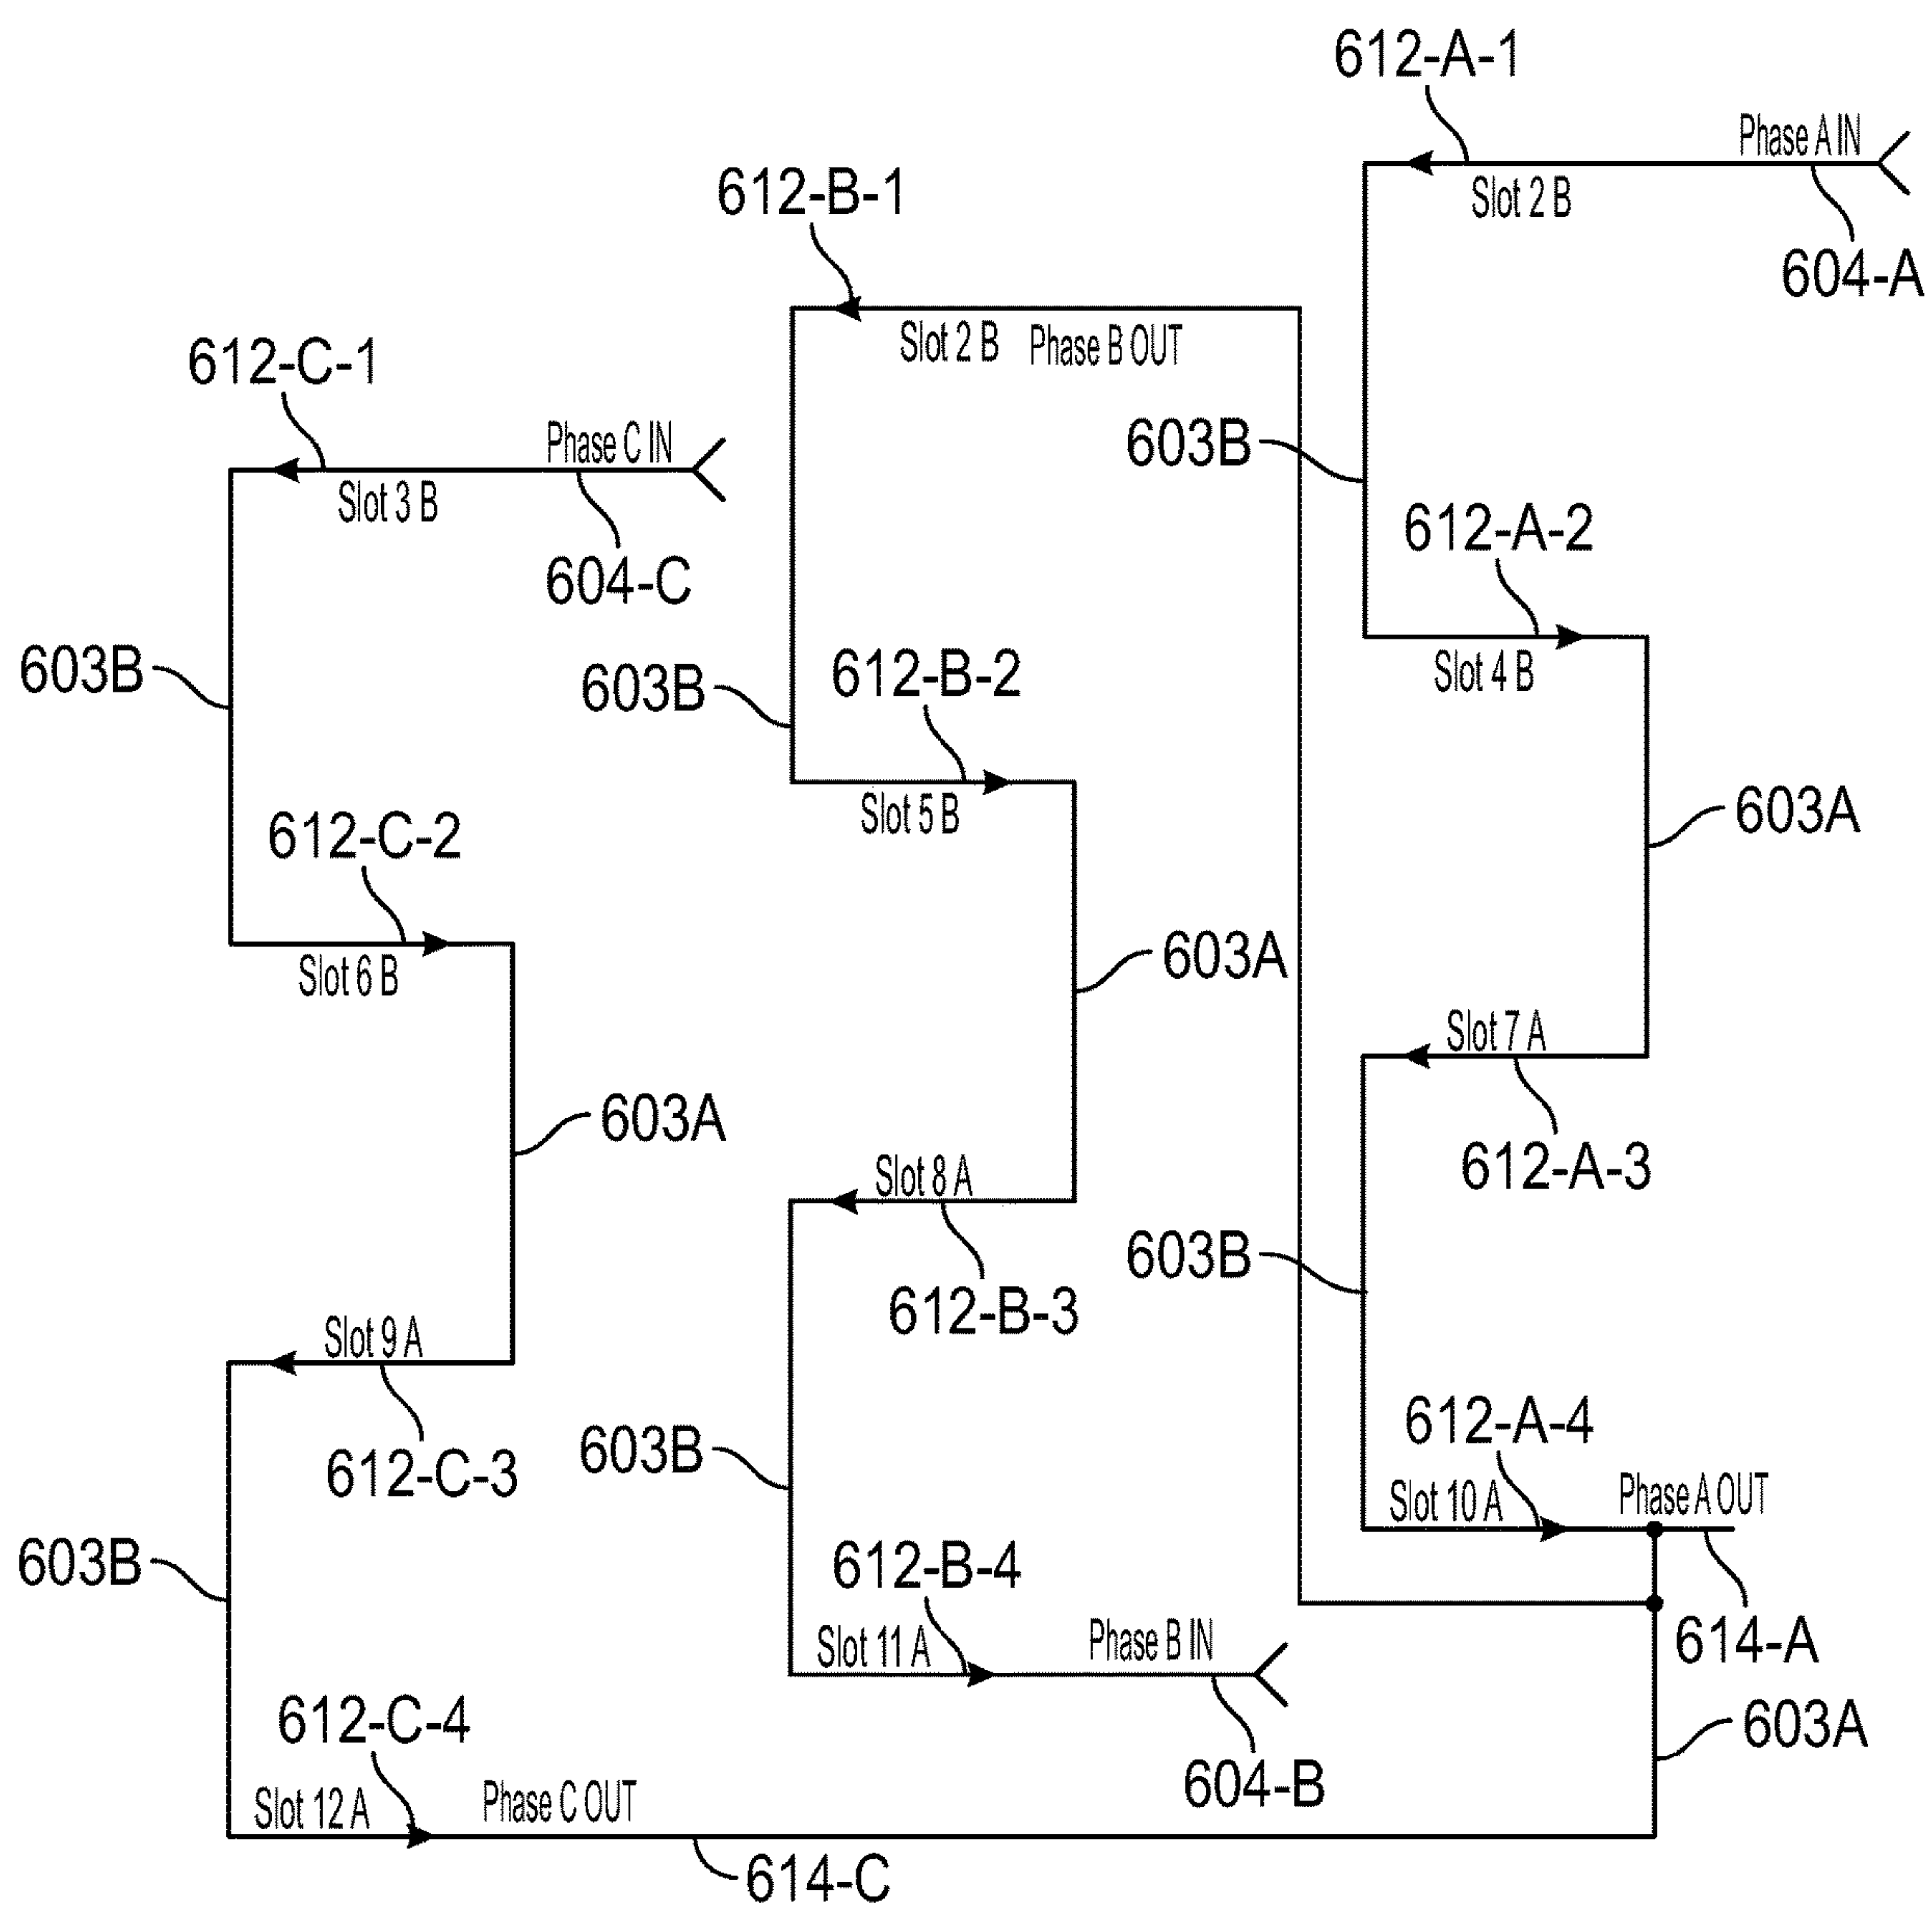 612-A-1
Phase A IN
Slot 2 B
604-A
612-B-1
Slot 2 B Phase B OUT
612-C-1
Phase C IN
Slot 3 B
604-C
603B
612-A-2
Slot 4 B
603B
603B
612-B-2
Slot 5 B
603A
612-C-2
Slot 6 B
603A
Slot 7 A
612-A-3
603A
Slot 8 A
612-B-3
603B
Slot 9 A
612-C-3
603B
612-A-4
Slot 10 A
Phase A OUT
603B
612-B-4
Slot 11 A
Phase B IN
614-A
604-B
603A
612-C-4
Slot 12 A
Phase C OUT
614-C